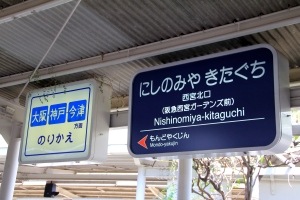 大阪 神戸 今津
方面
のりかえ
にしのみや きたぐち
西宮北口
(阪急西宮ガーデンズ前)
Nishinomiya-kitaguchi
もんどやくじん
Mondo-yakujin